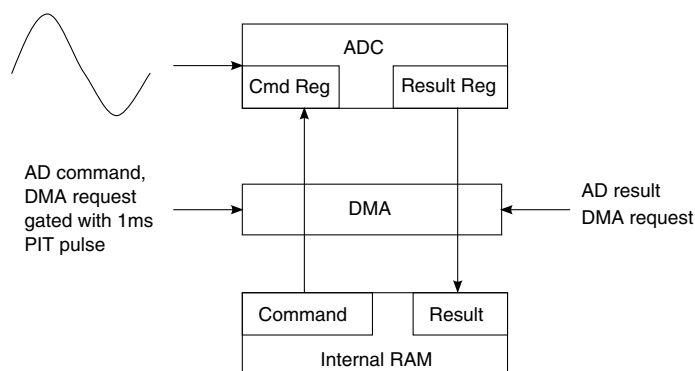 ADC
Cmd Reg
Result Reg
AD command,
DMA request
gated with 1ms
PIT pulse
DMA
AD result
DMA request
Command
Result
Internal RAM